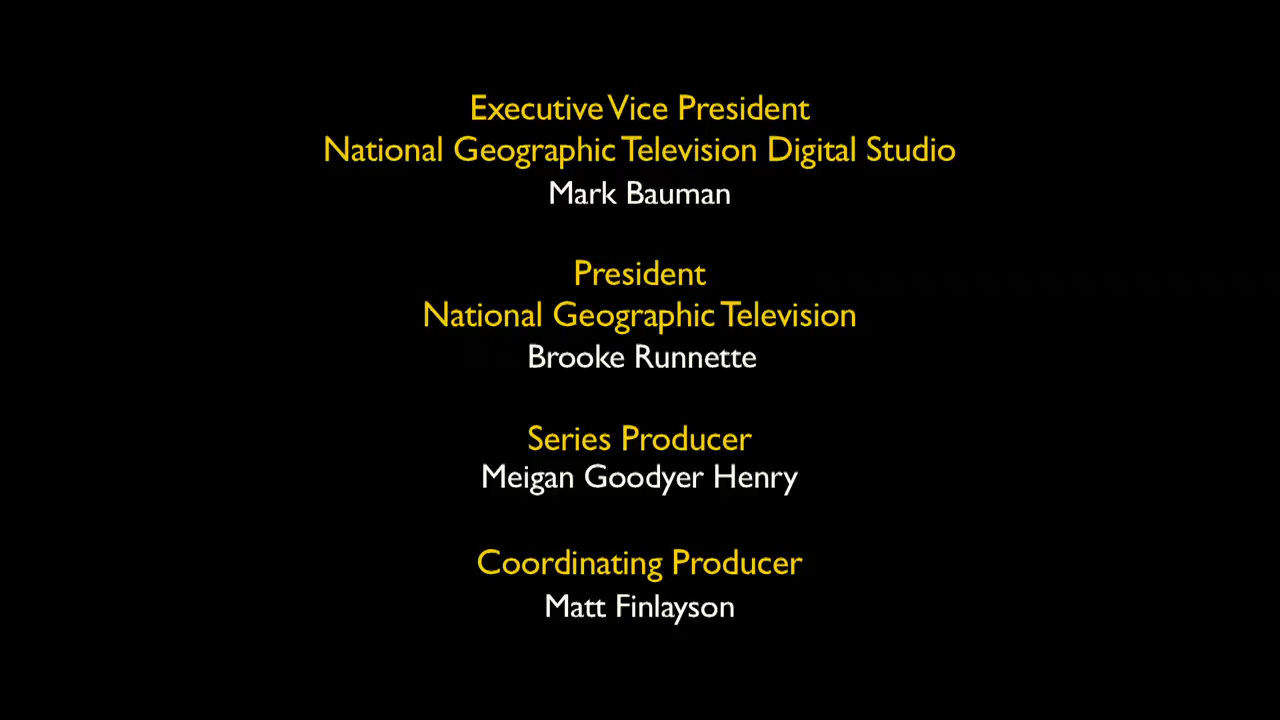 Executive Vice President
National Geographic Television Digital Studio
Mark Bauman
President
National Geographic Television
Brooke Runnette
Series Producer
Meigan Goodyer Henry
Coordinating Producer
Matt Finlayson